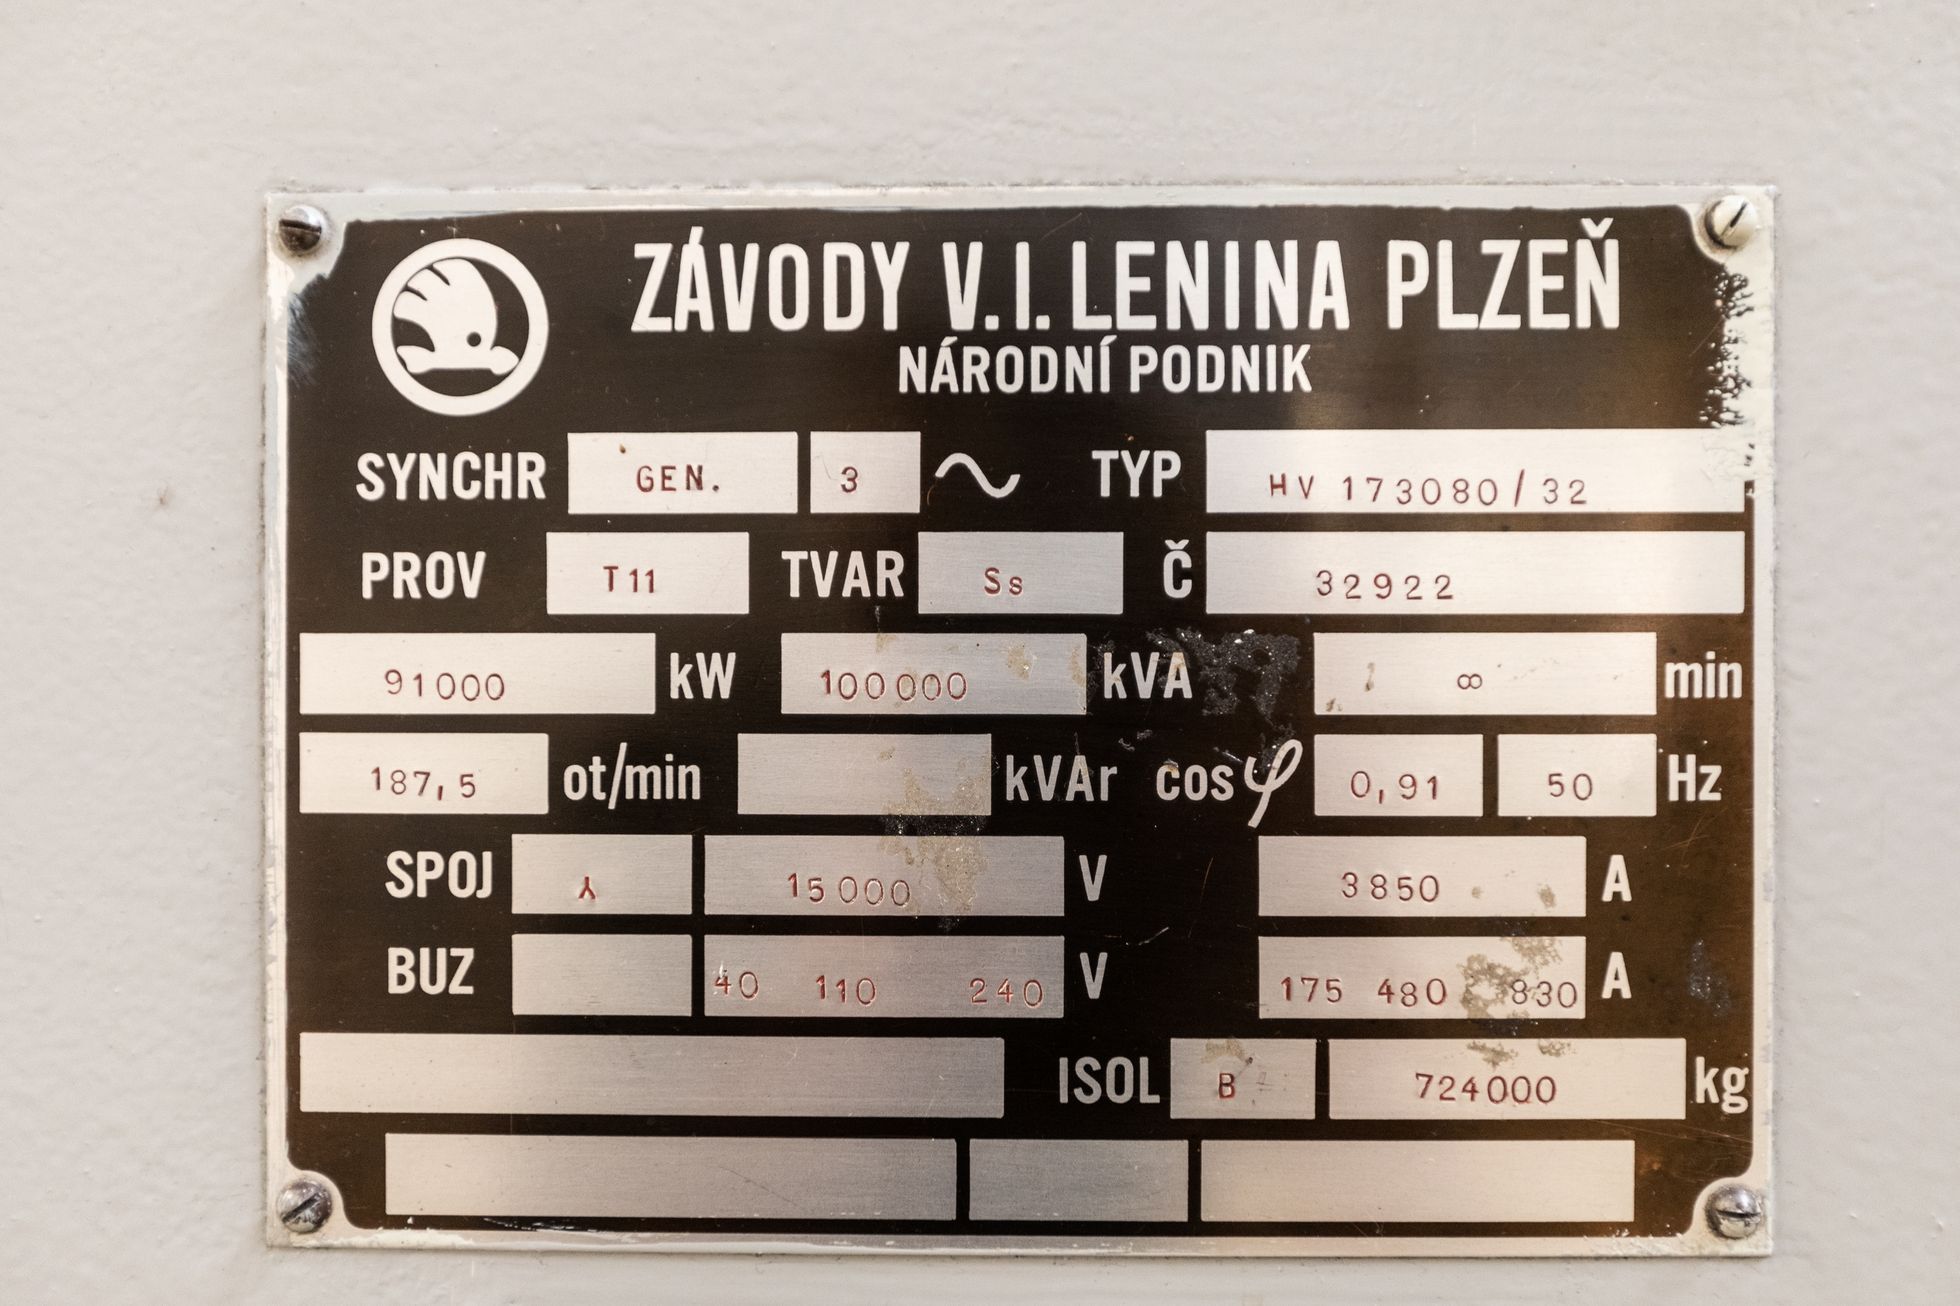 ZÁVODY V. I. LENINA PLZEŇ
NÁRODNÍ PODNIK
SYNCHR GEN. 3 ~ TYP HV 173080/32
PROV T11 TVAR Ss Č 32922
91000 kW 100000 kVA ∞ min
187,5 ot/min kVAr cos φ 0,91 50 Hz
SPOJ Y 15000 V 3850 A
BUZ 40 110 240 V 175 480 830 A
ISOL B 724000 kg